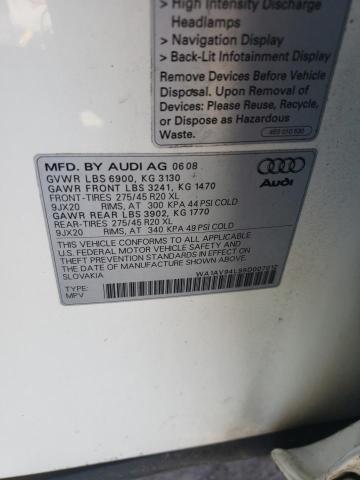 > High Intensity Discharge
Headlamps
> Navigation Display
> Back-Lit Infotainment Display
Remove Devices Before Vehicle
Disposal. Upon Removal of
Devices: Please Reuse, Recycle,
or Dispose as Hazardous
Waste.
MFD. BY AUDI AG 06 08
GVWR LBS 6900, KG 3130
GAWR FRONT LBS 3241, KG 1470
FRONT-TIRES 275/45 R20 XL
9JX20 RIMS, AT 300 KPA 44 PSI COLD
GAWR REAR LBS 3902, KG 1770
REAR-TIRES 275/45 R20 XL
9JX20 RIMS, AT 340 KPA 49 PSI COLD
Audi
THIS VEHICLE CONFORMS TO ALL APPLICABLE
U.S. FEDERAL MOTOR VEHICLE SAFETY
STANDARDS IN EFFECT ON THE DATE
OF MANUFACTURE SHOWN ABOVE
SLOVAKIA
TYPE:
MPV